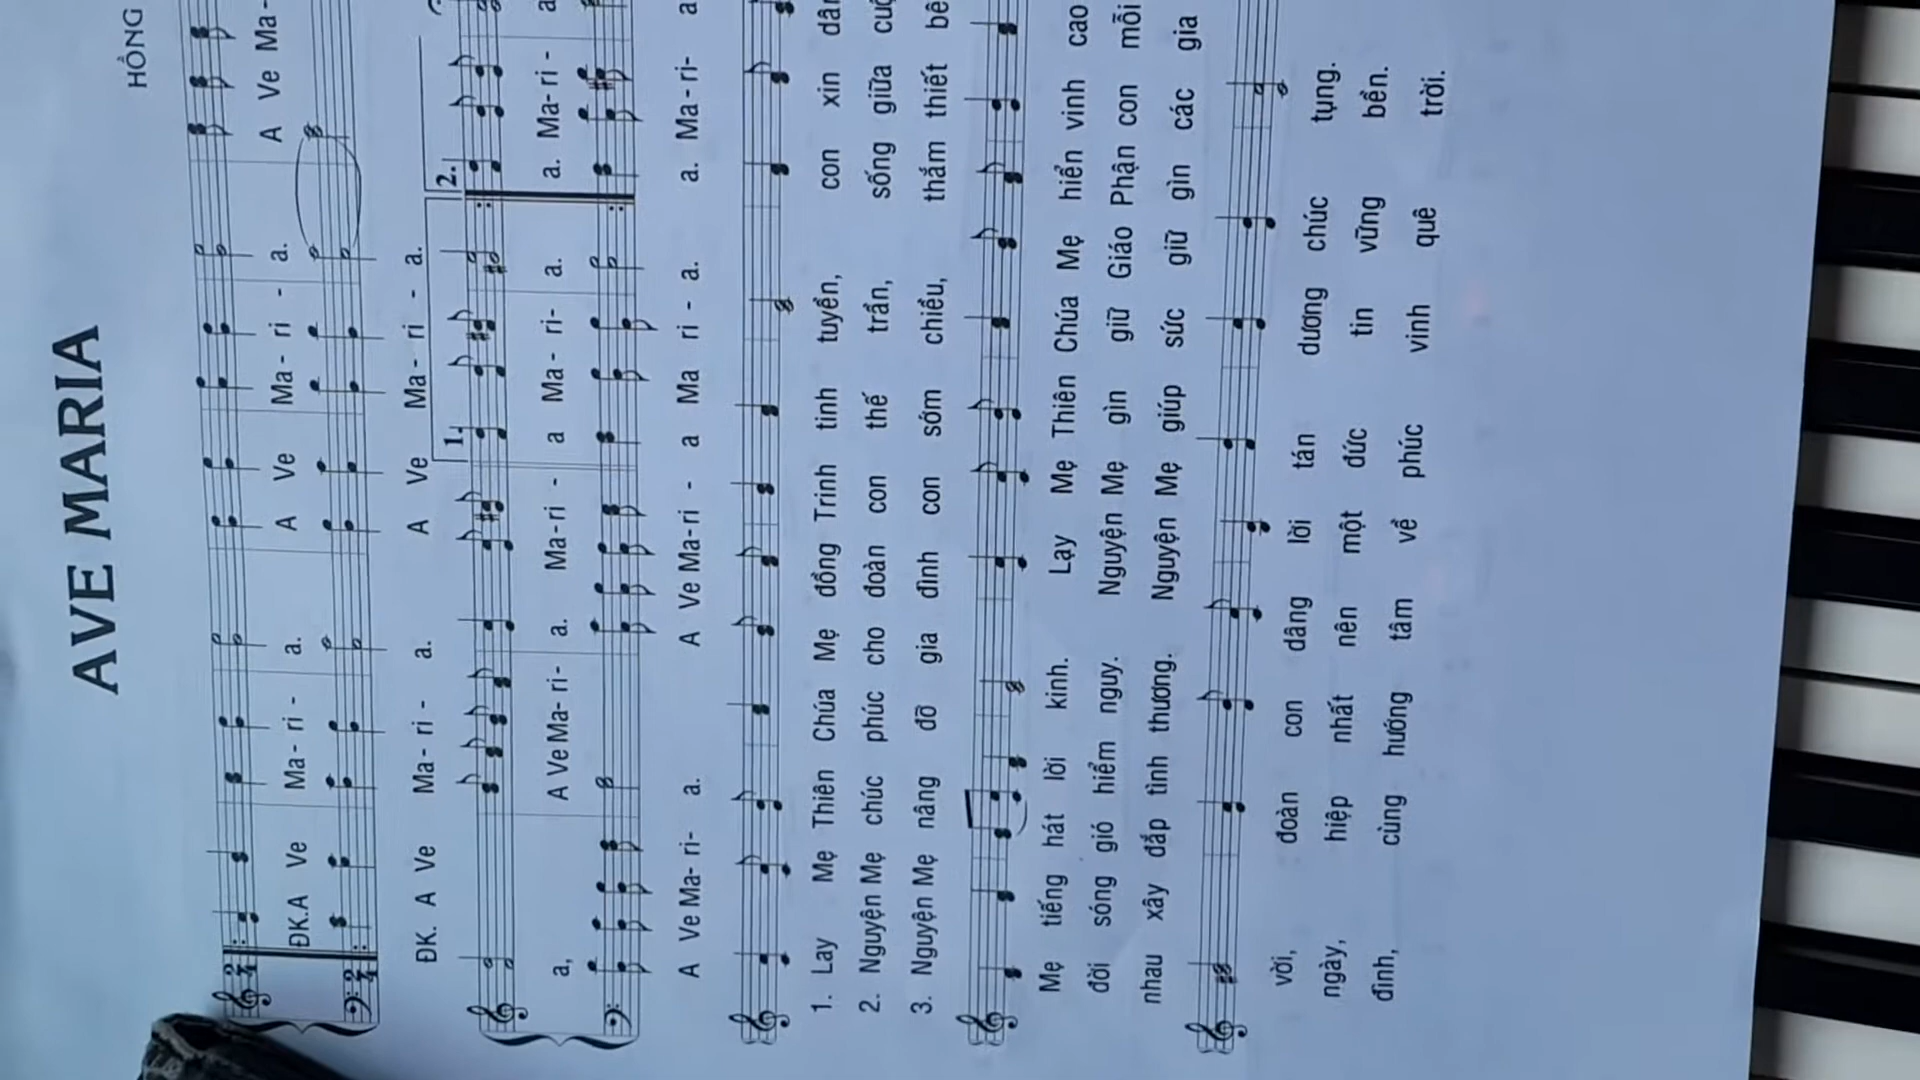 AVE MARIA
HỒNG
ĐK.A Ve Ma - ri - a. A Ve Ma - ri - a. A Ve Ma-
ĐK. A Ve Ma - ri - a. A Ve Ma - ri - a.
1. 2.
a, A Ve Ma- ri- a. Ma-ri - a Ma - ri- a. a. Ma- ri - a
A Ve Ma- ri- a. A Ve Ma-ri - a Ma ri - a. a. Ma - ri- a
1. Lay Mẹ Thiên Chúa Mẹ đồng Trinh tinh tuyền, con xin
2. Nguyện Mẹ chúc phúc cho đoàn con thế trần, sống giữa
3. Nguyện Mẹ nâng đỡ gia đình con sớm chiều, thắm thiết
Mẹ tiếng hát lời kinh. Lạy Mẹ Thiên Chúa Mẹ hiển vinh cao
đời sóng gió hiểm nguy. Nguyện Mẹ gìn giữ Giáo Phận con mỗi
nhau xây đắp tình thương. Nguyện Mẹ giúp sức giữ gìn các gia
vời, đoàn con dâng lời tán dương chúc tụng.
ngày, hiệp nhất nên một đức tin vững bền.
đình, cùng hướng tâm về phúc vinh quê trời.